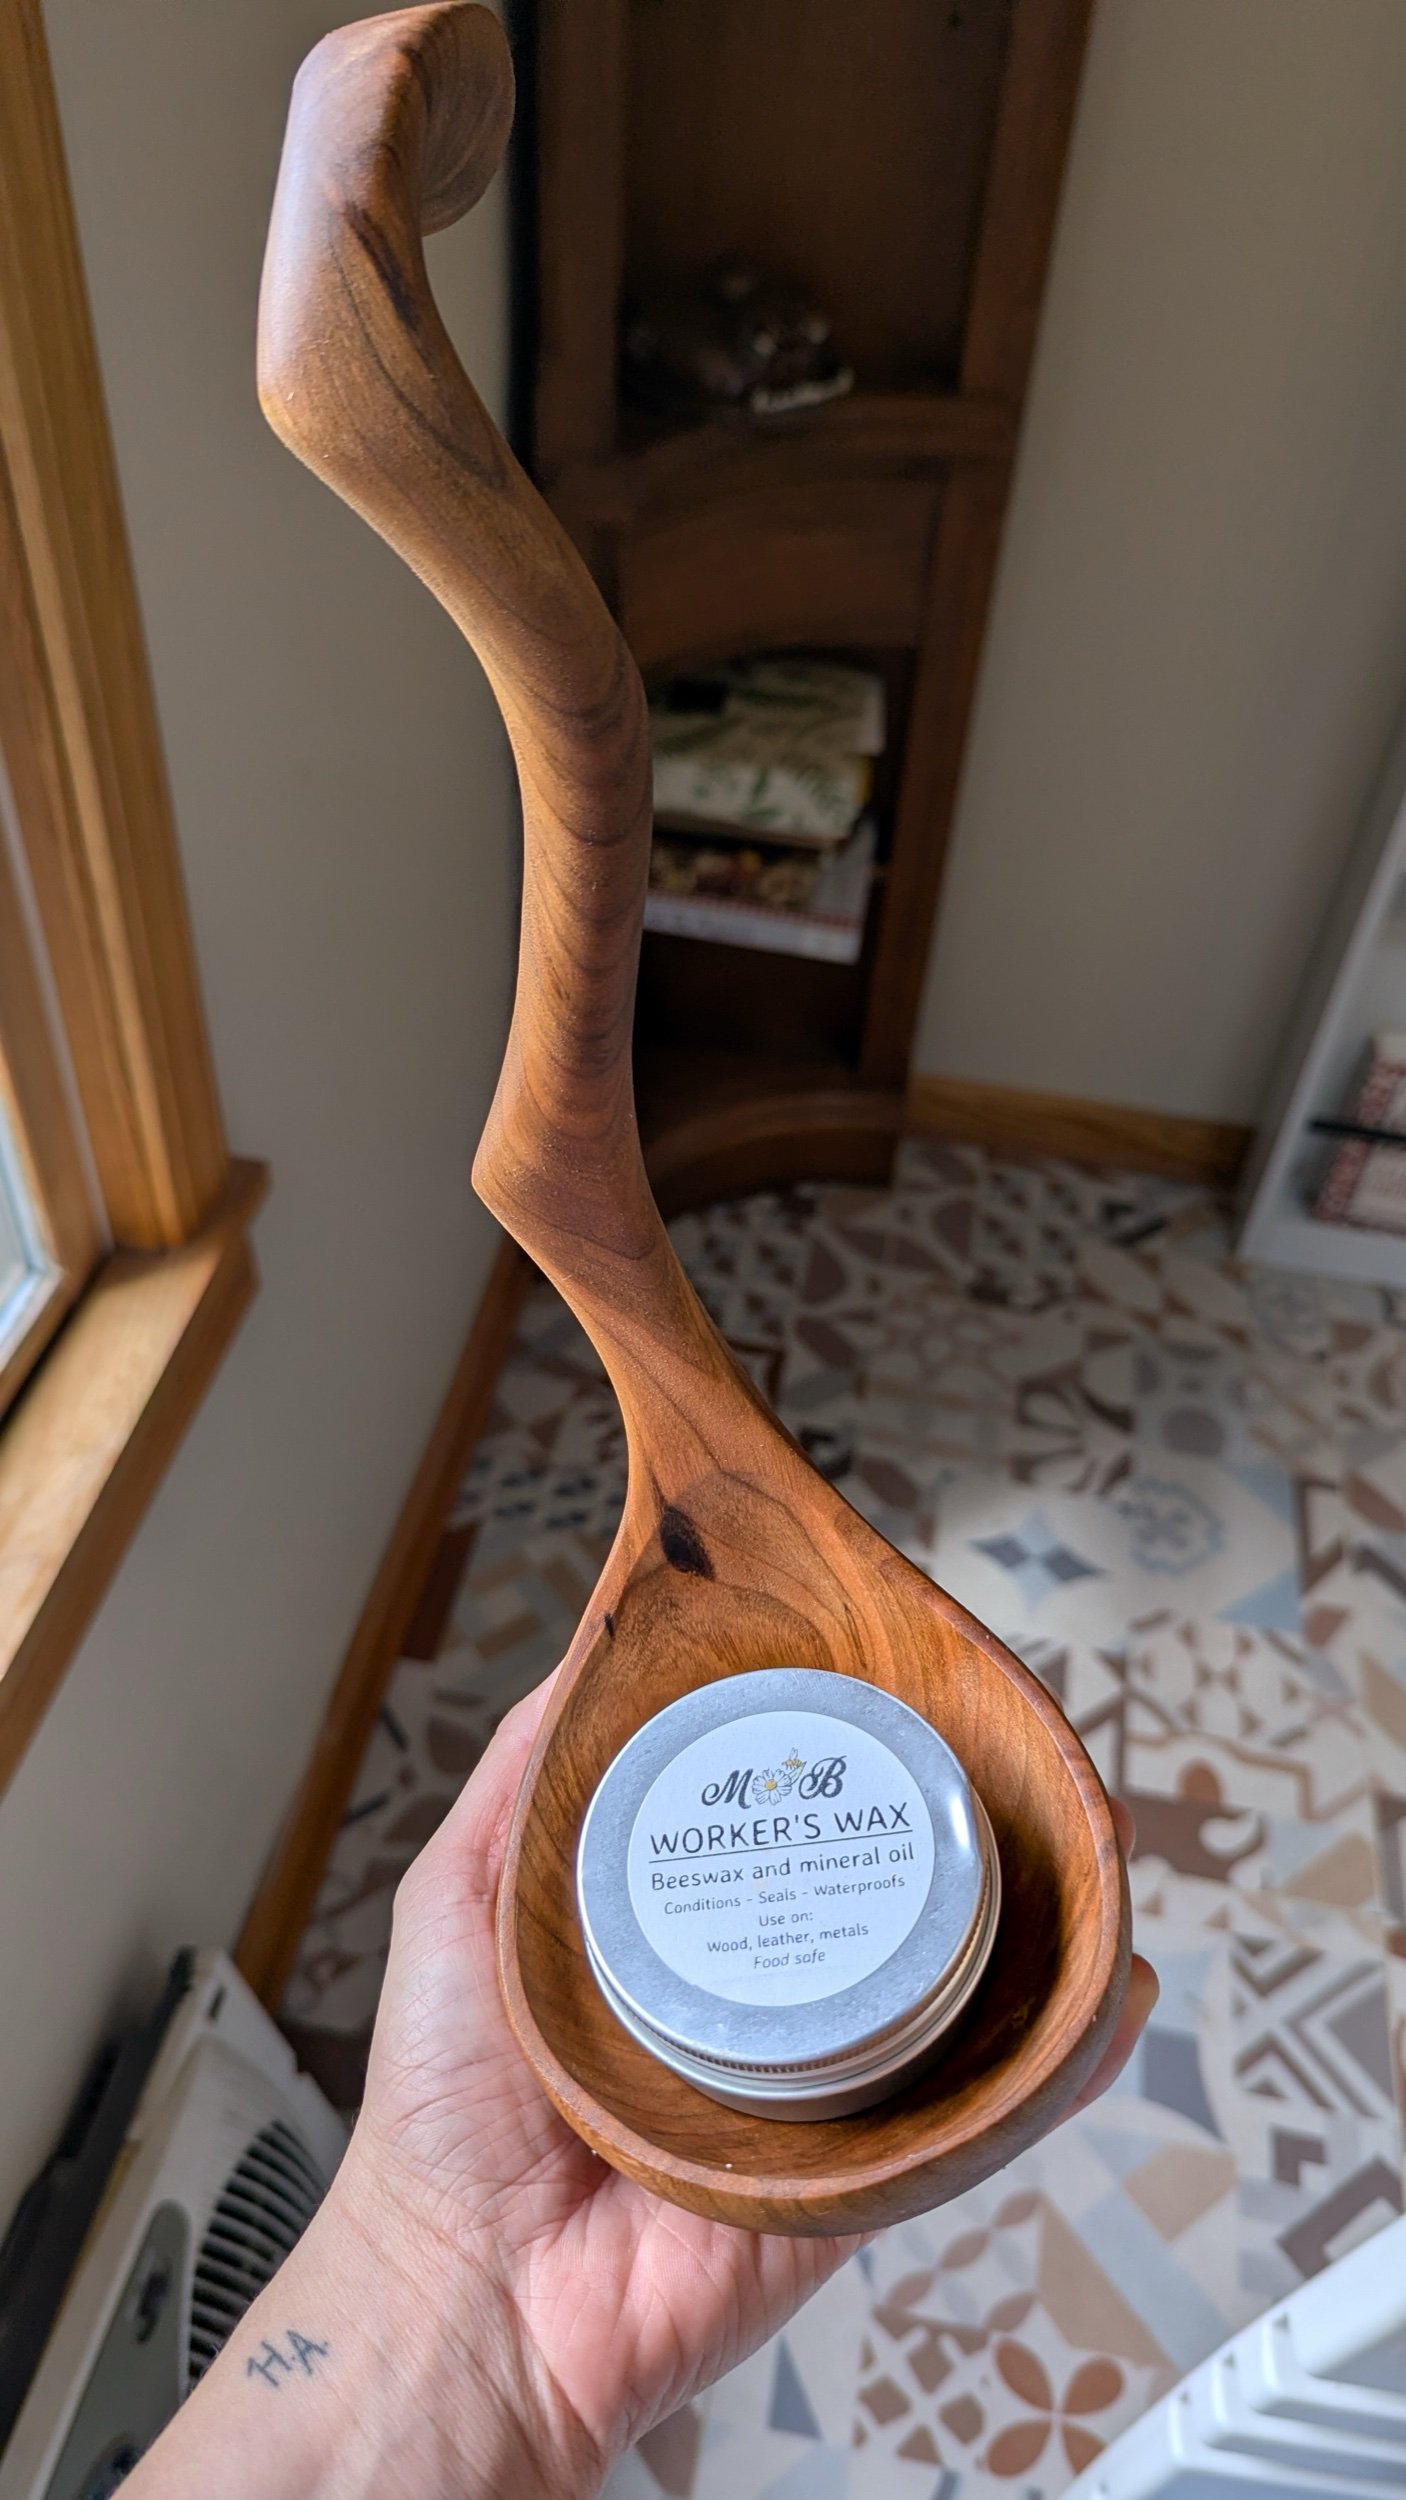 M B
WORKER'S WAX
Beeswax and mineral oil
Conditions - Seals - Waterproofs
Use on:
Wood, leather, metals
Food safe
H.A.